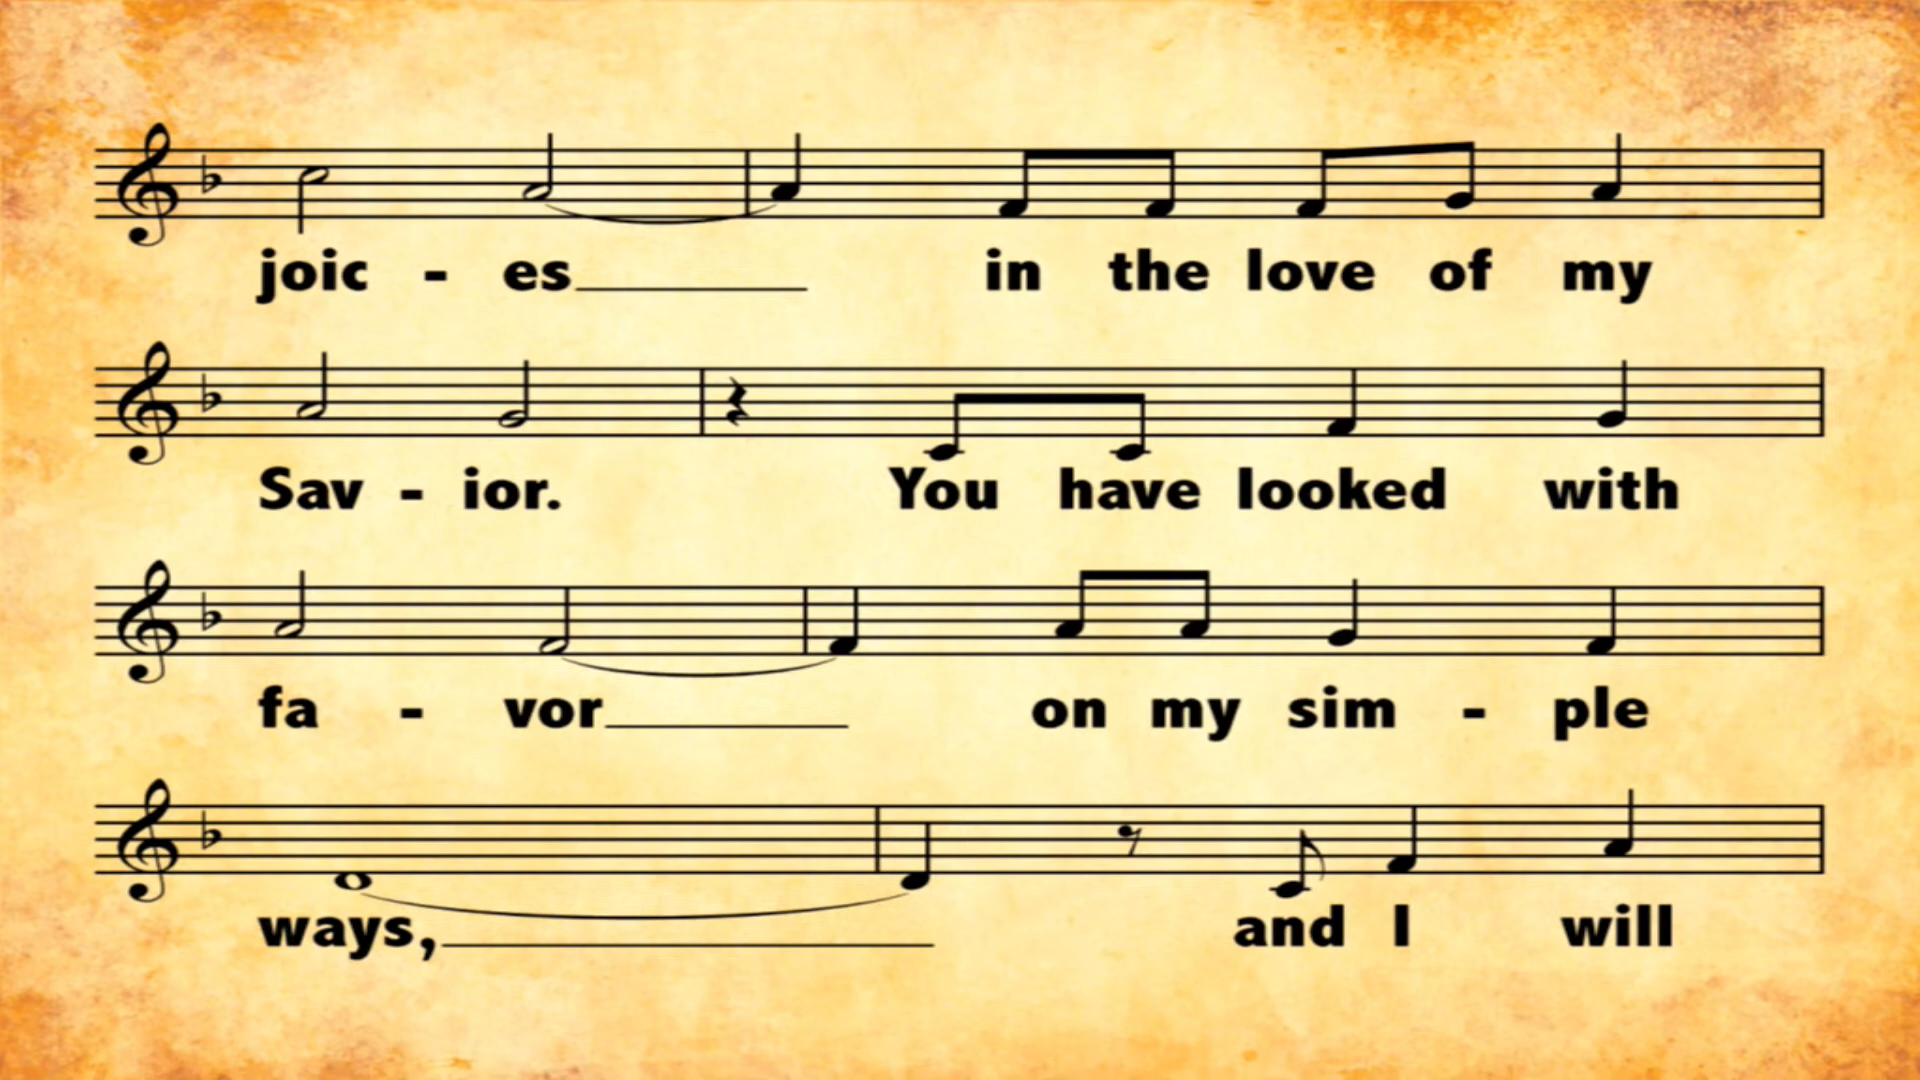 joic - es in the love of my
Sav - ior. You have looked with
fa - vor on my sim - ple
ways, and I will